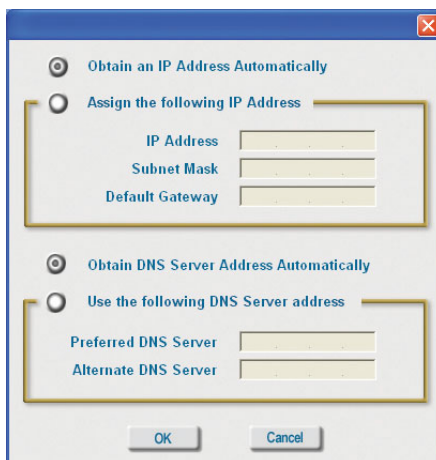 Obtain an IP Address Automatically
Assign the following IP Address
IP Address
Subnet Mask
Default Gateway
Obtain DNS Server Address Automatically
Use the following DNS Server address
Preferred DNS Server
Alternate DNS Server
OK Cancel